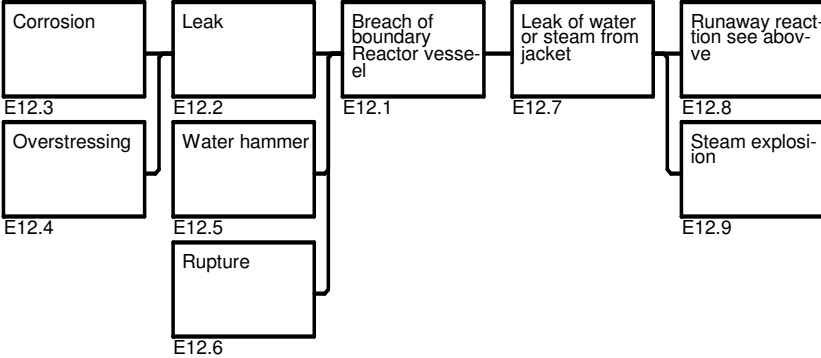 Corrosion
E12.3
Overstressing
E12.4
Leak
E12.2
Water hammer
E12.5
Rupture
E12.6
Breach of
boundary
Reactor vesse-
el
E12.1
Leak of water
or steam from
jacket
E12.7
Runaway react-
tion see abov-
ve
E12.8
Steam explosi-
ion
E12.9